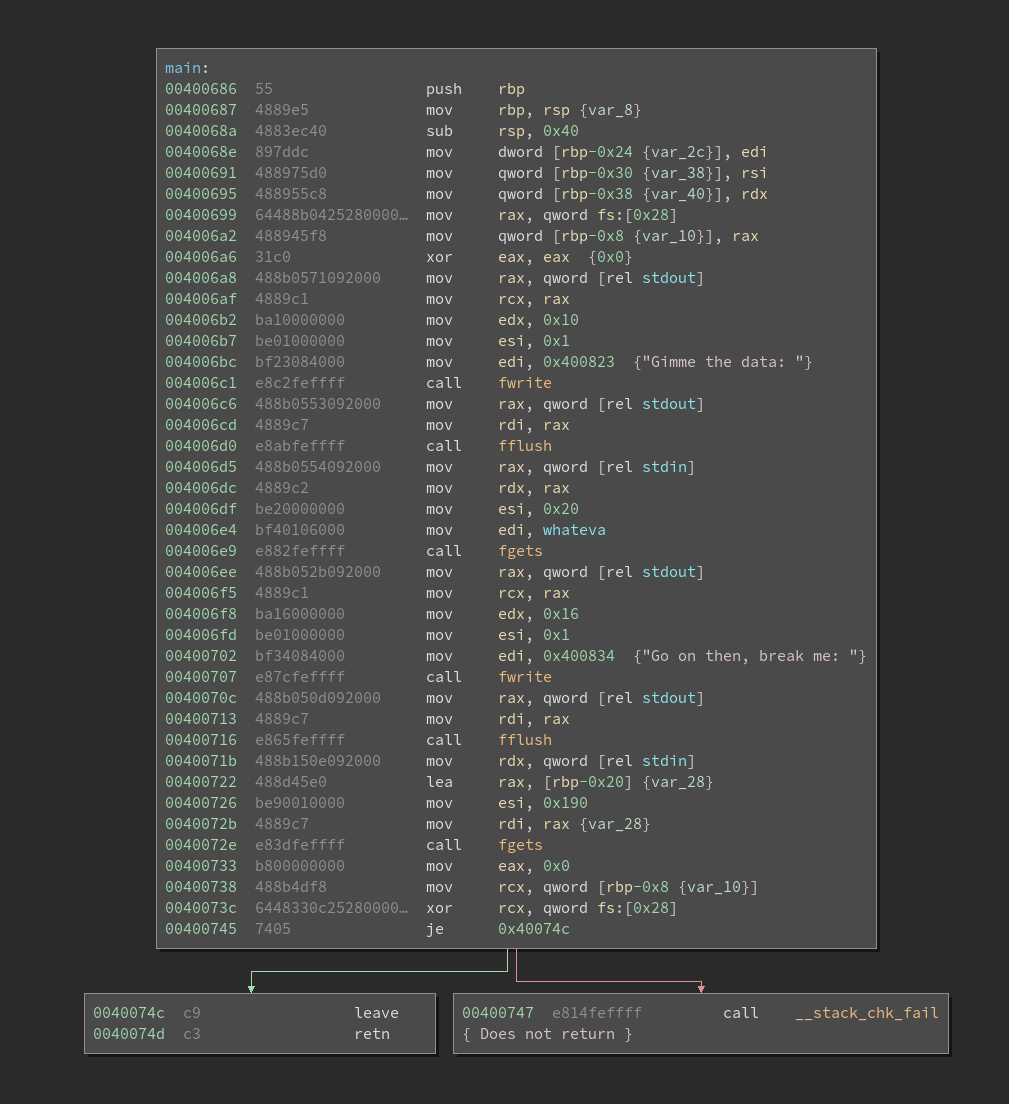 main:
00400686 55 push rbp
00400687 4889e5 mov rbp, rsp {var_8}
0040068a 4883ec40 sub rsp, 0x40
0040068e 897ddc mov dword [rbp-0x24 {var_2c}], edi
00400691 488975d0 mov qword [rbp-0x30 {var_38}], rsi
00400695 488955c8 mov qword [rbp-0x38 {var_40}], rdx
00400699 64488b0425280000… mov rax, qword fs:[0x28]
004006a2 488945f8 mov qword [rbp-0x8 {var_10}], rax
004006a6 31c0 xor eax, eax {0x0}
004006a8 488b0571092000 mov rax, qword [rel stdout]
004006af 4889c1 mov rcx, rax
004006b2 ba10000000 mov edx, 0x10
004006b7 be01000000 mov esi, 0x1
004006bc bf23084000 mov edi, 0x400823 {"Gimme the data: "}
004006c1 e8c2feffff call fwrite
004006c6 488b0553092000 mov rax, qword [rel stdout]
004006cd 4889c7 mov rdi, rax
004006d0 e8abfeffff call fflush
004006d5 488b0554092000 mov rax, qword [rel stdin]
004006dc 4889c2 mov rdx, rax
004006df be20000000 mov esi, 0x20
004006e4 bf40106000 mov edi, whateva
004006e9 e882feffff call fgets
004006ee 488b052b092000 mov rax, qword [rel stdout]
004006f5 4889c1 mov rcx, rax
004006f8 ba16000000 mov edx, 0x16
004006fd be01000000 mov esi, 0x1
00400702 bf34084000 mov edi, 0x400834 {"Go on then, break me: "}
00400707 e87cfeffff call fwrite
0040070c 488b050d092000 mov rax, qword [rel stdout]
00400713 4889c7 mov rdi, rax
00400716 e865feffff call fflush
0040071b 488b150e092000 mov rdx, qword [rel stdin]
00400722 488d45e0 lea rax, [rbp-0x20] {var_28}
00400726 be90010000 mov esi, 0x190
0040072b 4889c7 mov rdi, rax {var_28}
0040072e e83dfeffff call fgets
00400733 b800000000 mov eax, 0x0
00400738 488b4df8 mov rcx, qword [rbp-0x8 {var_10}]
0040073c 6448330c25280000… xor rcx, qword fs:[0x28]
00400745 7405 je 0x40074c
0040074c c9 leave
0040074d c3 retn
00400747 e814feffff call __stack_chk_fail
{ Does not return }